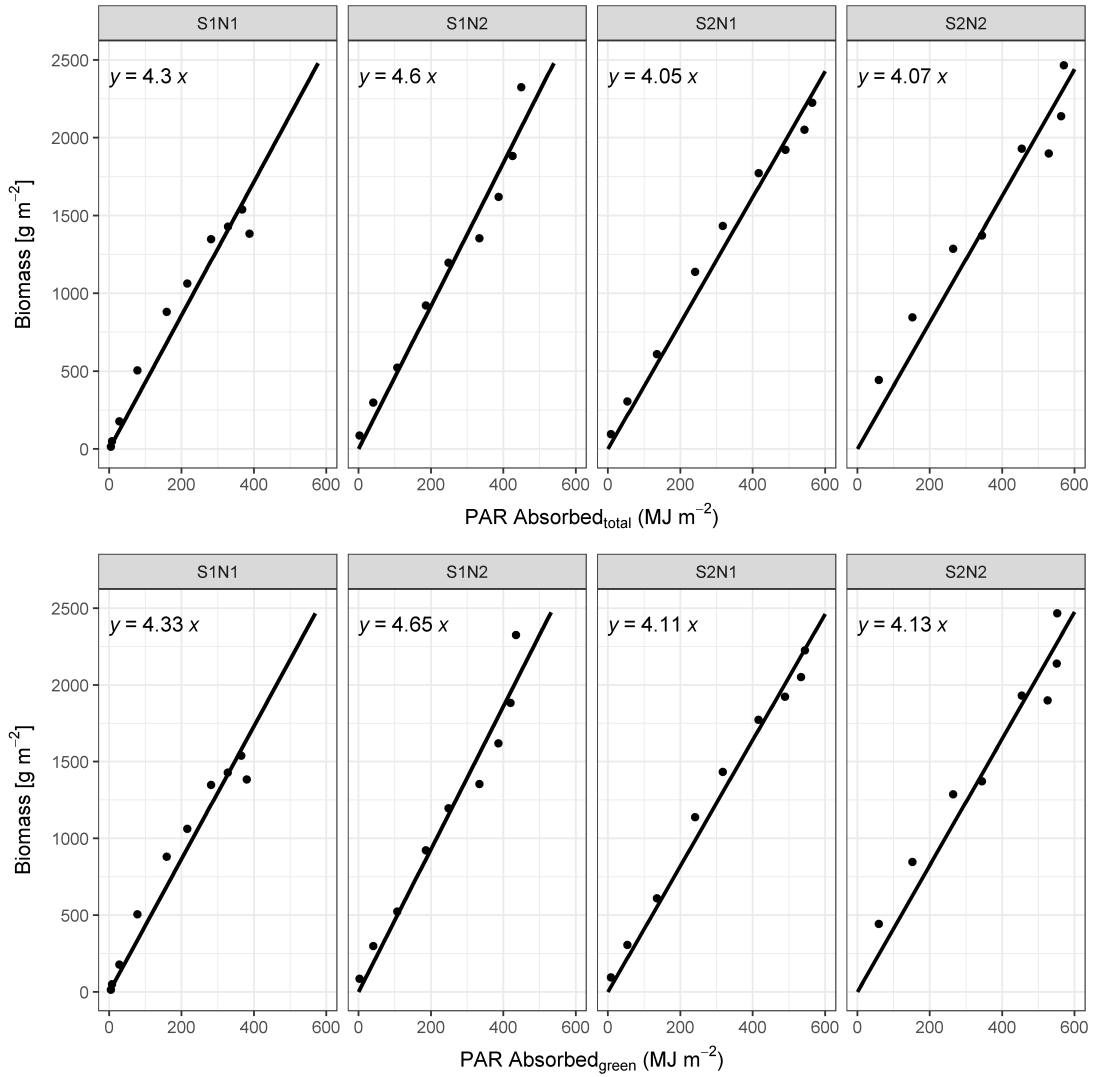 S1N1 S1N2 S2N1 S2N2
y = 4.3 x y = 4.6 x y = 4.05 x y = 4.07 x
2500
2000
1500
1000
500
0
Biomass [g m⁻²]
0 200 400 600 0 200 400 600 0 200 400 600 0 200 400 600
PAR Absorbed_total (MJ m⁻²)
S1N1 S1N2 S2N1 S2N2
y = 4.33 x y = 4.65 x y = 4.11 x y = 4.13 x
2500
2000
1500
1000
500
0
Biomass [g m⁻²]
0 200 400 600 0 200 400 600 0 200 400 600 0 200 400 600
PAR Absorbed_green (MJ m⁻²)